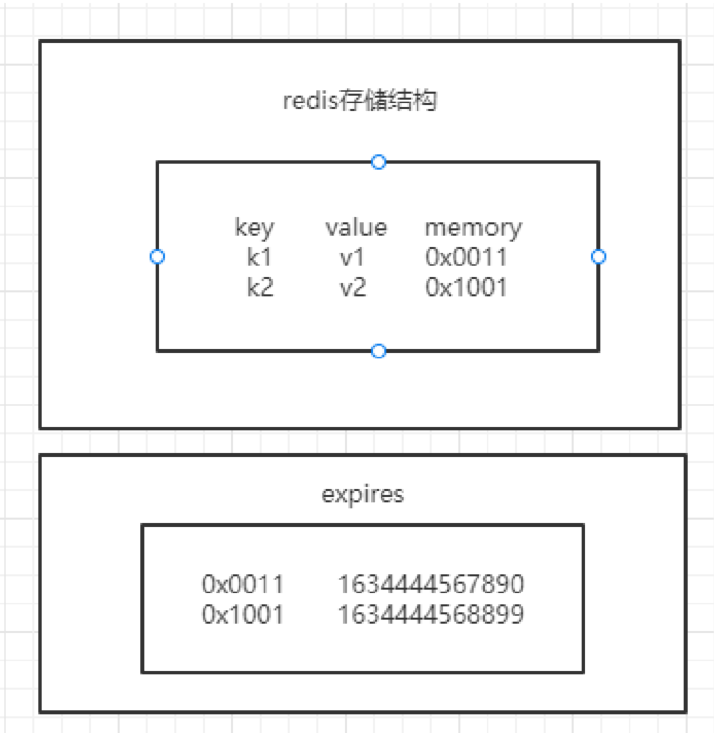 redis存储结构
key value memory
k1 v1 0x0011
k2 v2 0x1001
expires
0x0011 1634444567890
0x1001 1634444568899